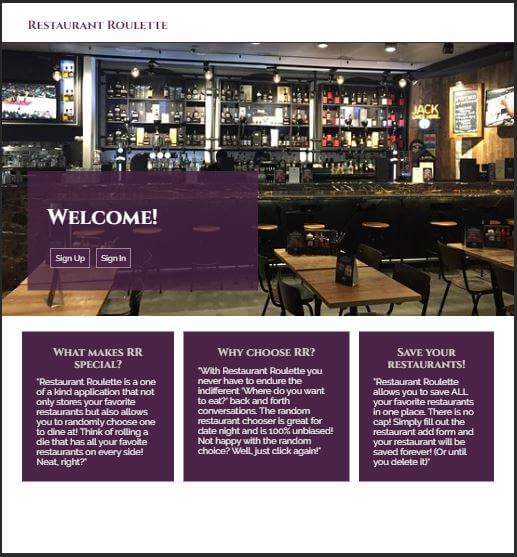 Restaurant Roulette
JACK
Welcome!
Sign Up
Sign In
What makes RR
special?
"Restaurant Roulette is a one
of a kind application that not
only stores your favorite
restaurants but also allows
you to randomly choose one
to dine at! Think of rolling a
die that has all your favoite
restaurants on every side!
Neat, right?"
Why choose RR?
"With Restaurant Roulette you
never have to endure the
indifferent 'Where do you want
to eat?' back and forth
conversations. The random
restaurant chooser is great for
date night and is 100% unbiased!
Not happy with the random
choice? Well, just click again!"
Save your
restaurants!
"Restaurant Roulette
allows you to save ALL
your favorite restaurants
in one place. There is no
cap! Simply fill out the
restaurant add form and
your restaurant will be
saved forever! (Or until
you delete it)"